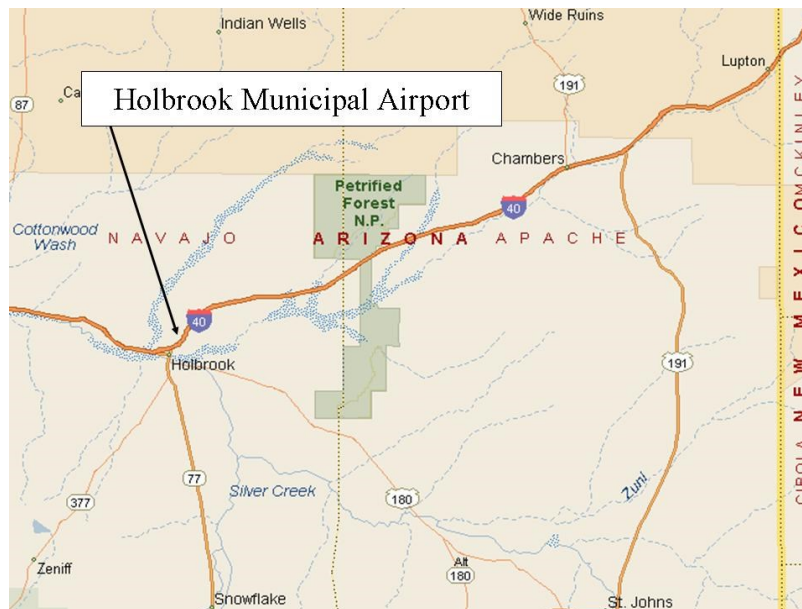 Wide Ruins
Indian Wells
Lupton
87
Ca
191
Holbrook Municipal Airport
Chambers
Petrified
Forest
N.P.
40
Cottonwood
Wash
NAVAJO
ARIZONA
APACHE
40
Holbrook
191
77
180
Silver Creek
Zuni
377
Zeniff
Alt
180
Snowflake
St. Johns
MCKINLEY
NEW MEXICO
CIBOLA